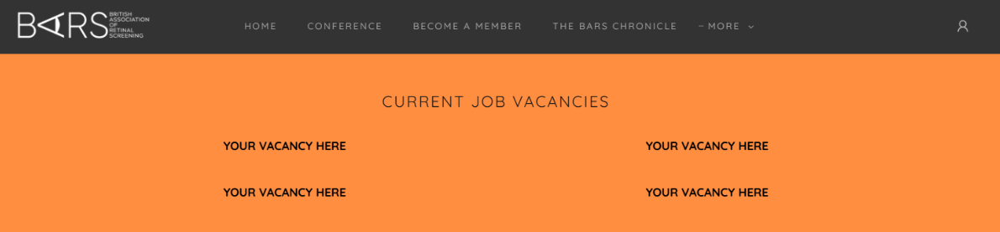 BARS
BRITISH
ASSOCIATION
OF
RETINAL
SCREENING
HOME CONFERENCE BECOME A MEMBER THE BARS CHRONICLE – MORE
CURRENT JOB VACANCIES
YOUR VACANCY HERE YOUR VACANCY HERE
YOUR VACANCY HERE YOUR VACANCY HERE